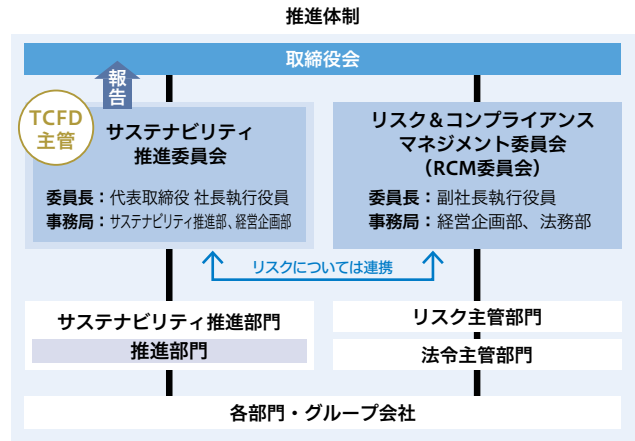 推進体制
取締役会
報告
TCFD
主管
サステナビリティ
推進委員会
委員長：代表取締役 社長執行役員
事務局：サステナビリティ推進部、経営企画部
リスク＆コンプライアンス
マネジメント委員会
（RCM委員会）
委員長：副社長執行役員
事務局：経営企画部、法務部
リスクについては連携
サステナビリティ推進部門
推進部門
リスク主管部門
法令主管部門
各部門・グループ会社